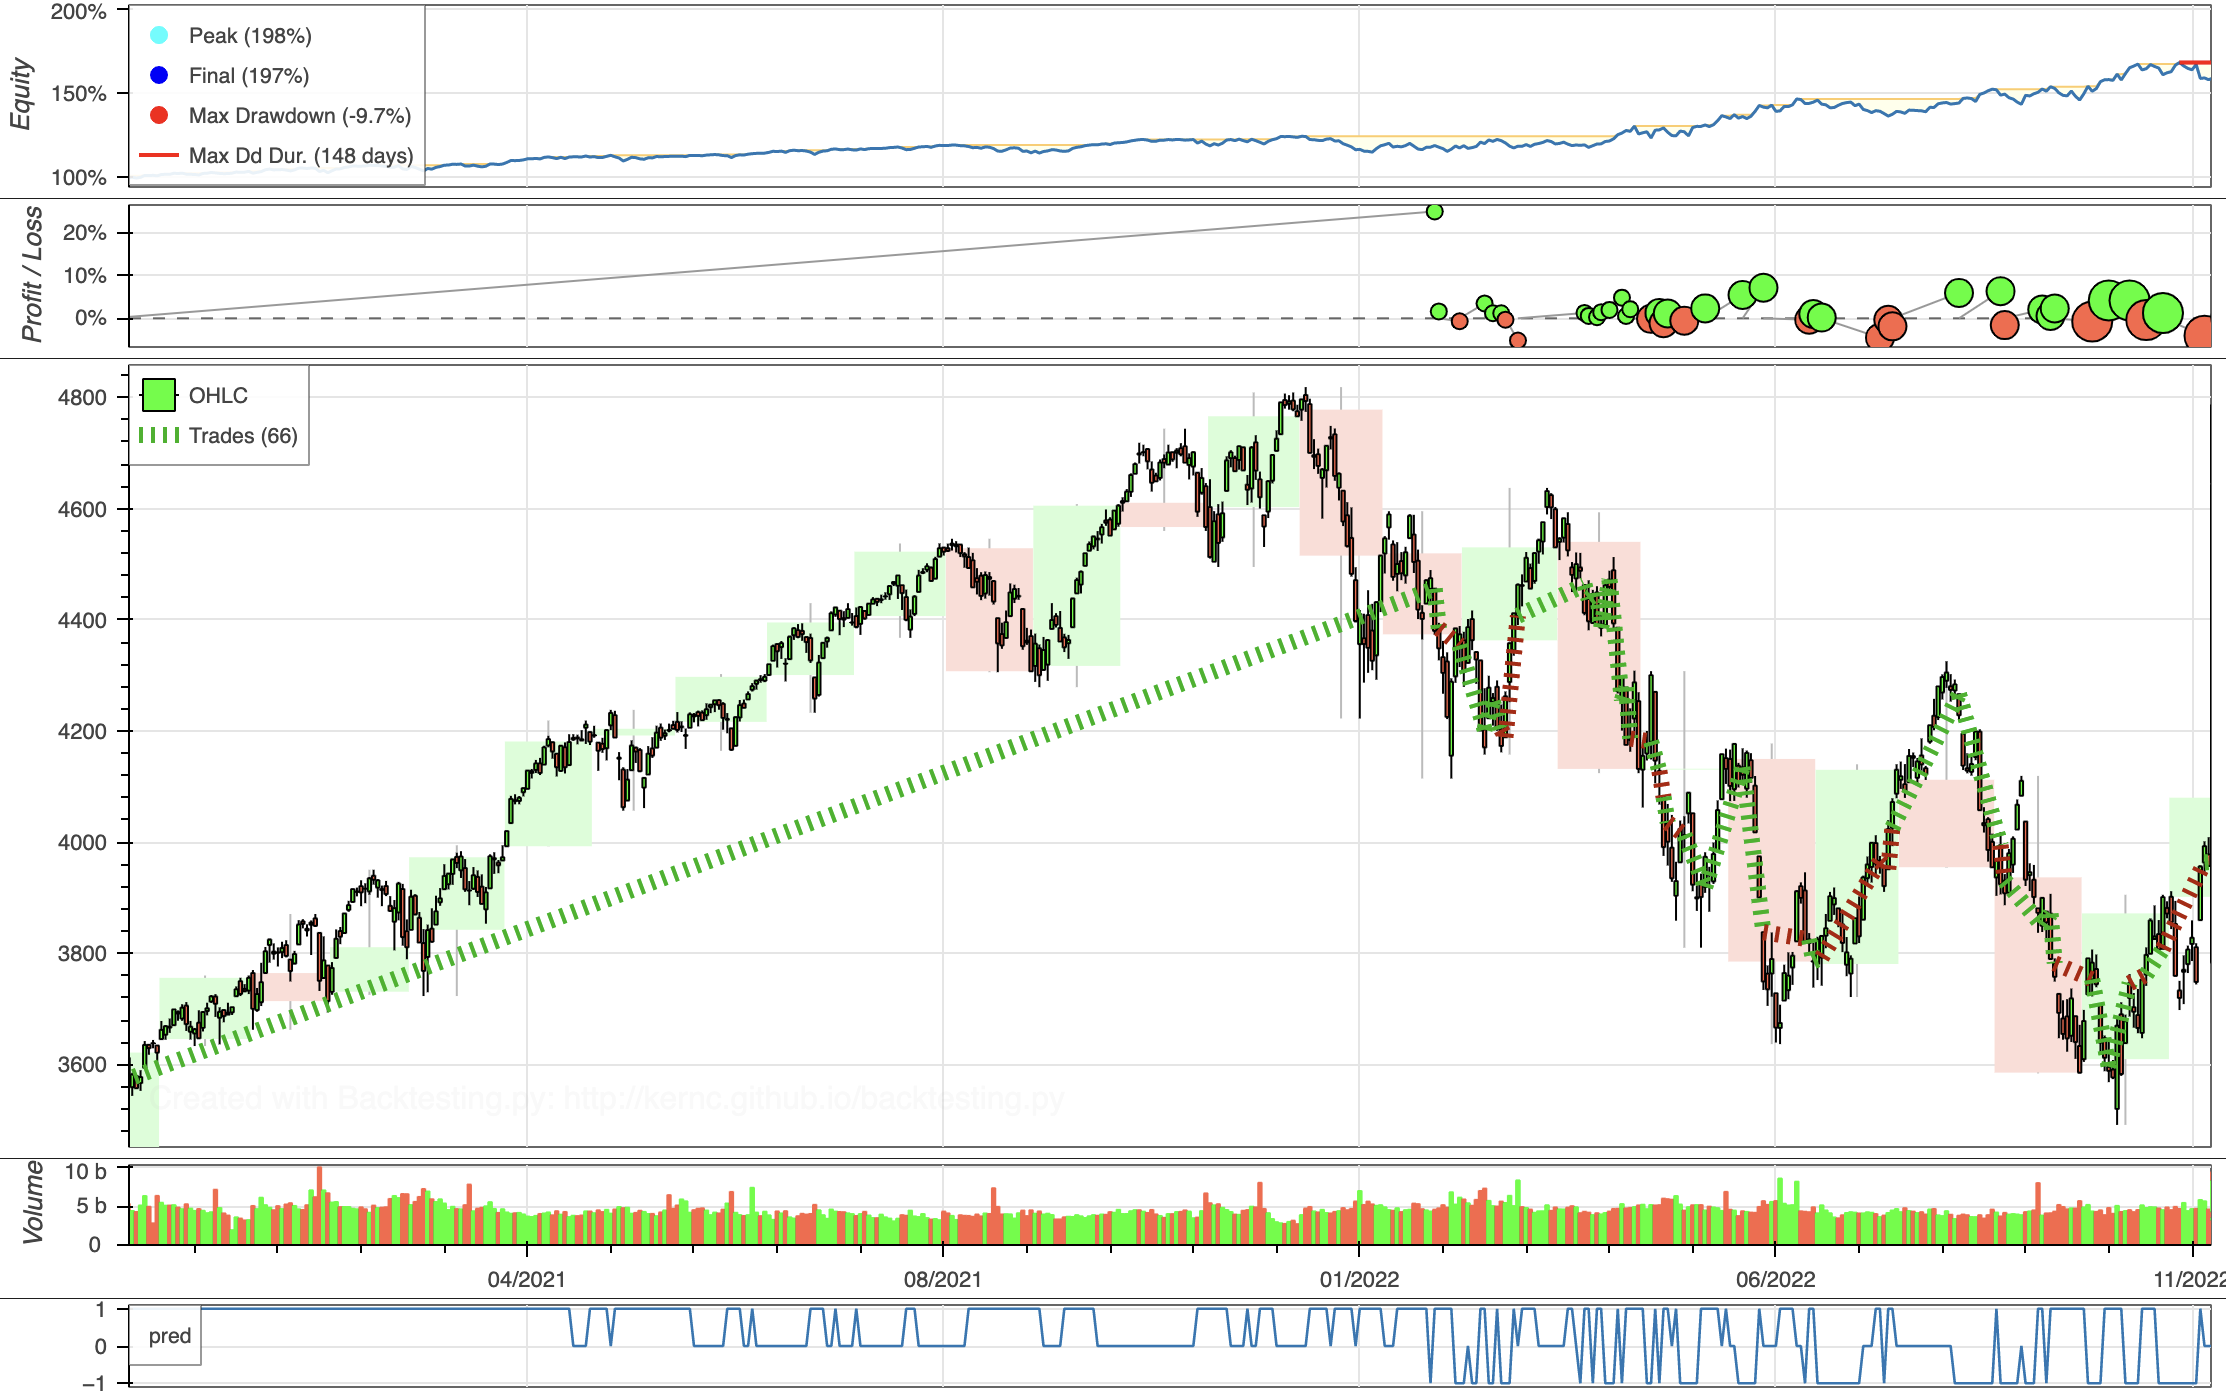 200%
Peak (198%)
Final (197%)
150%
Max Drawdown (-9.7%)
Max Dd Dur. (148 days)
100%
Equity
20%
10%
0%
Profit / Loss
OHLC
Trades (66)
4800
4600
4400
4200
4000
3800
3600
Created with Backtesting.py: http://kernc.github.io/backtesting.py
10 b
5 b
0
Volume
04/2021
08/2021
01/2022
06/2022
11/2022
1
pred
0
−1